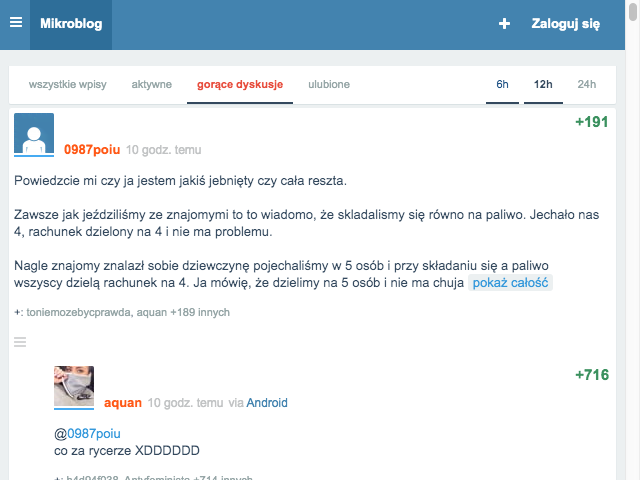 Mikroblog
+ Zaloguj się
wszystkie wpisy aktywne gorące dyskusje ulubione 6h 12h 24h
+191
0987poiu 10 godz. temu
Powiedzcie mi czy ja jestem jakiś jebnięty czy cała reszta.
Zawsze jak jeździliśmy ze znajomymi to to wiadomo, że skladalismy się równo na paliwo. Jechało nas
4, rachunek dzielony na 4 i nie ma problemu.
Nagle znajomy znalazł sobie dziewczynę pojechaliśmy w 5 osób i przy składaniu się a paliwo
wszyscy dzielą rachunek na 4. Ja mówię, że dzielimy na 5 osób i nie ma chuja pokaż całość
+: toniemozebycprawda, aquan +189 innych
+716
aquan 10 godz. temu via Android
@0987poiu
co za rycerze XDDDDDD